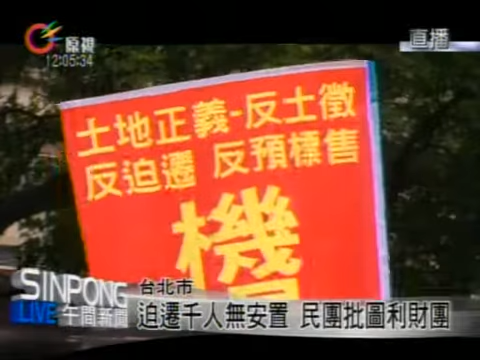 原視
直播
12:05:34
土地正義-反土徵
反迫遷 反預標售
機
SINPONG
LIVE 午間新聞
台北市
迫遷千人無安置 民團批圖利財團